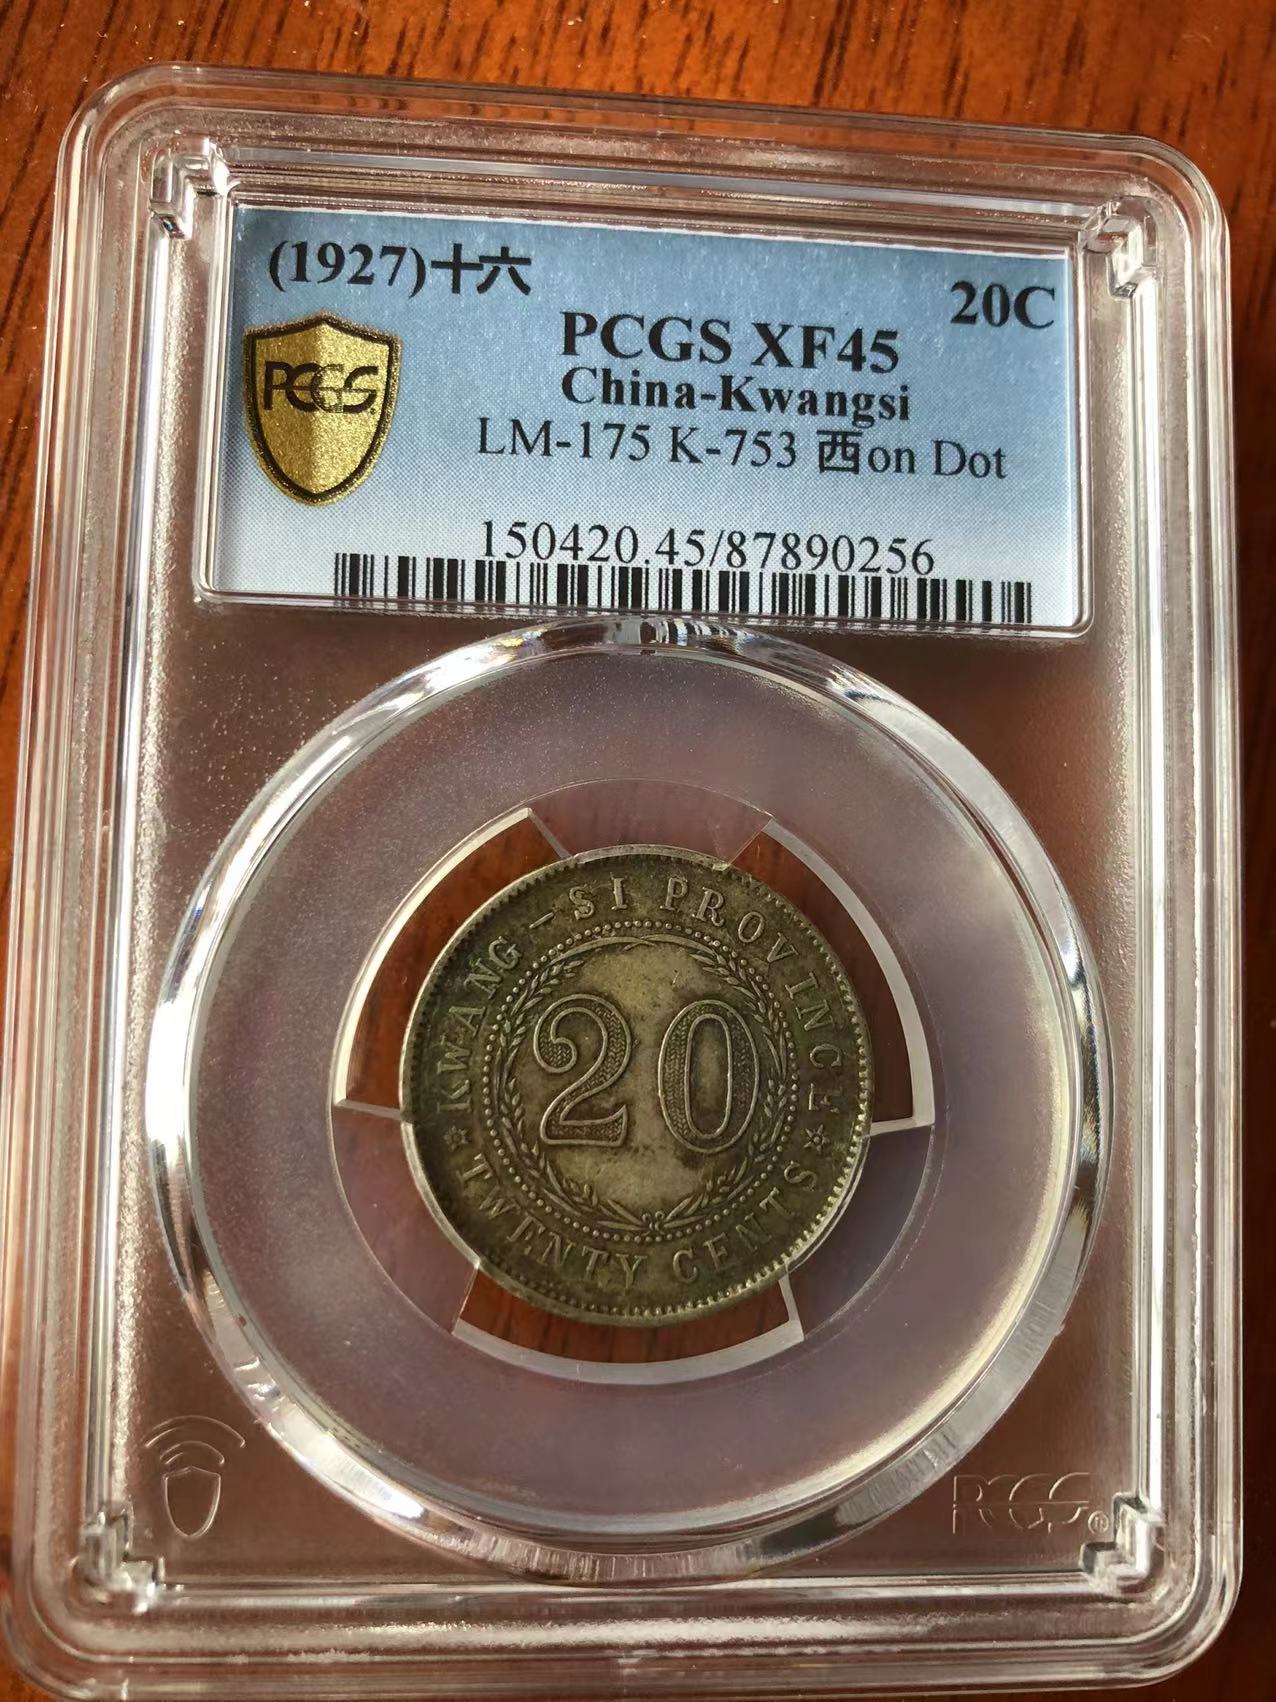 (1927)十六
20C
PCGS XF45
PCGS
China-Kwangsi
LM-175 K-753 西on Dot
150420.45/87890256
KWANG-SI PROVINCE
20
TWENTY CENTS
PCGS®